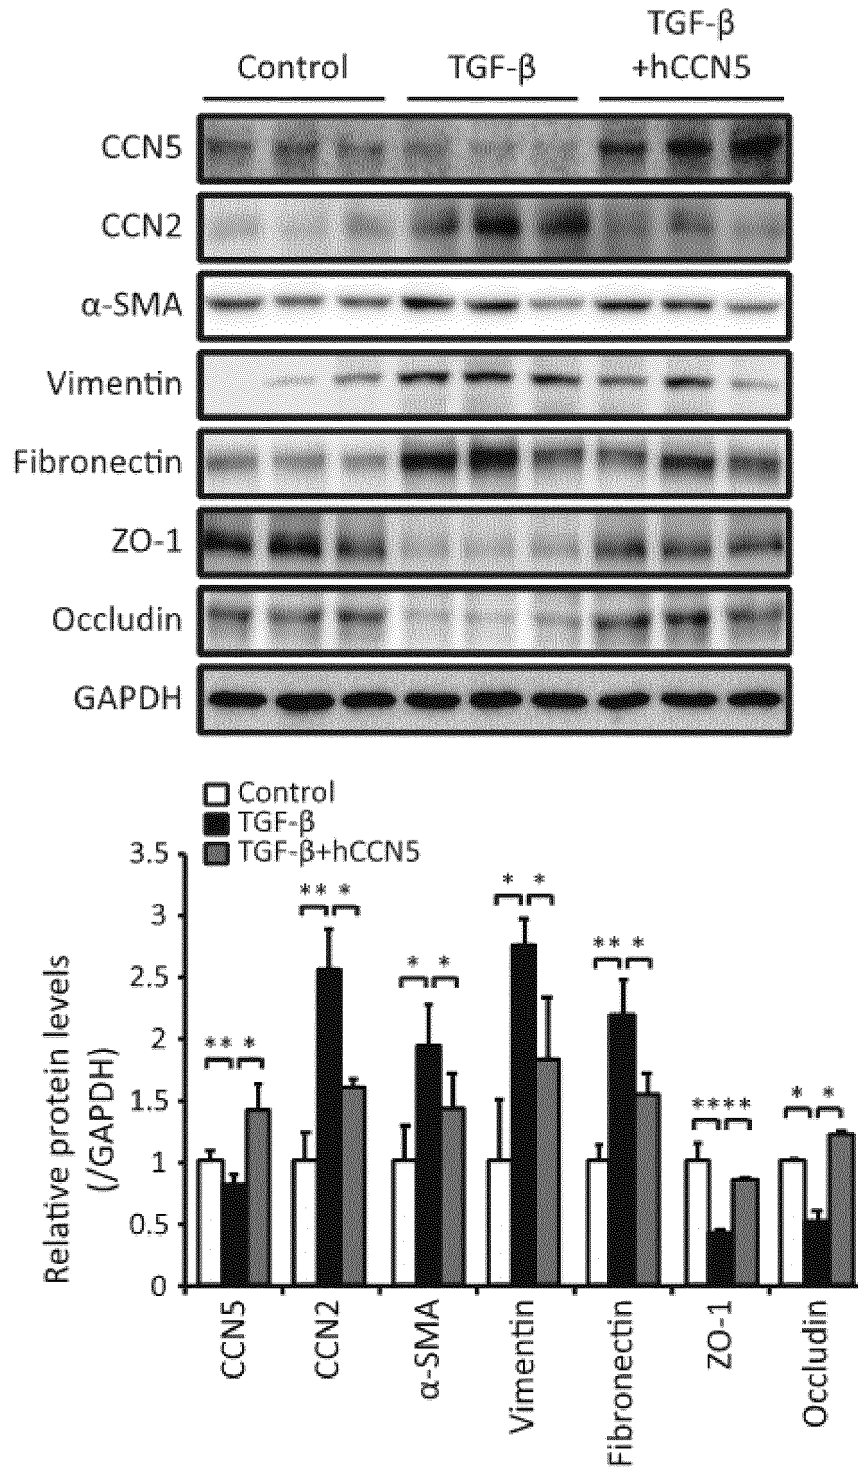 Control
TGF-β
TGF-β
+hCCN5
CCN5
CCN2
α-SMA
Vimentin
Fibronectin
ZO-1
Occludin
GAPDH
Control
TGF-β
TGF-β+hCCN5
Relative protein levels
(/GAPDH)
3.5
3
2.5
2
1.5
1
0.5
0
** *
** *
* *
* *
** *
** **
* *
CCN5
CCN2
α-SMA
Vimentin
Fibronectin
ZO-1
Occludin